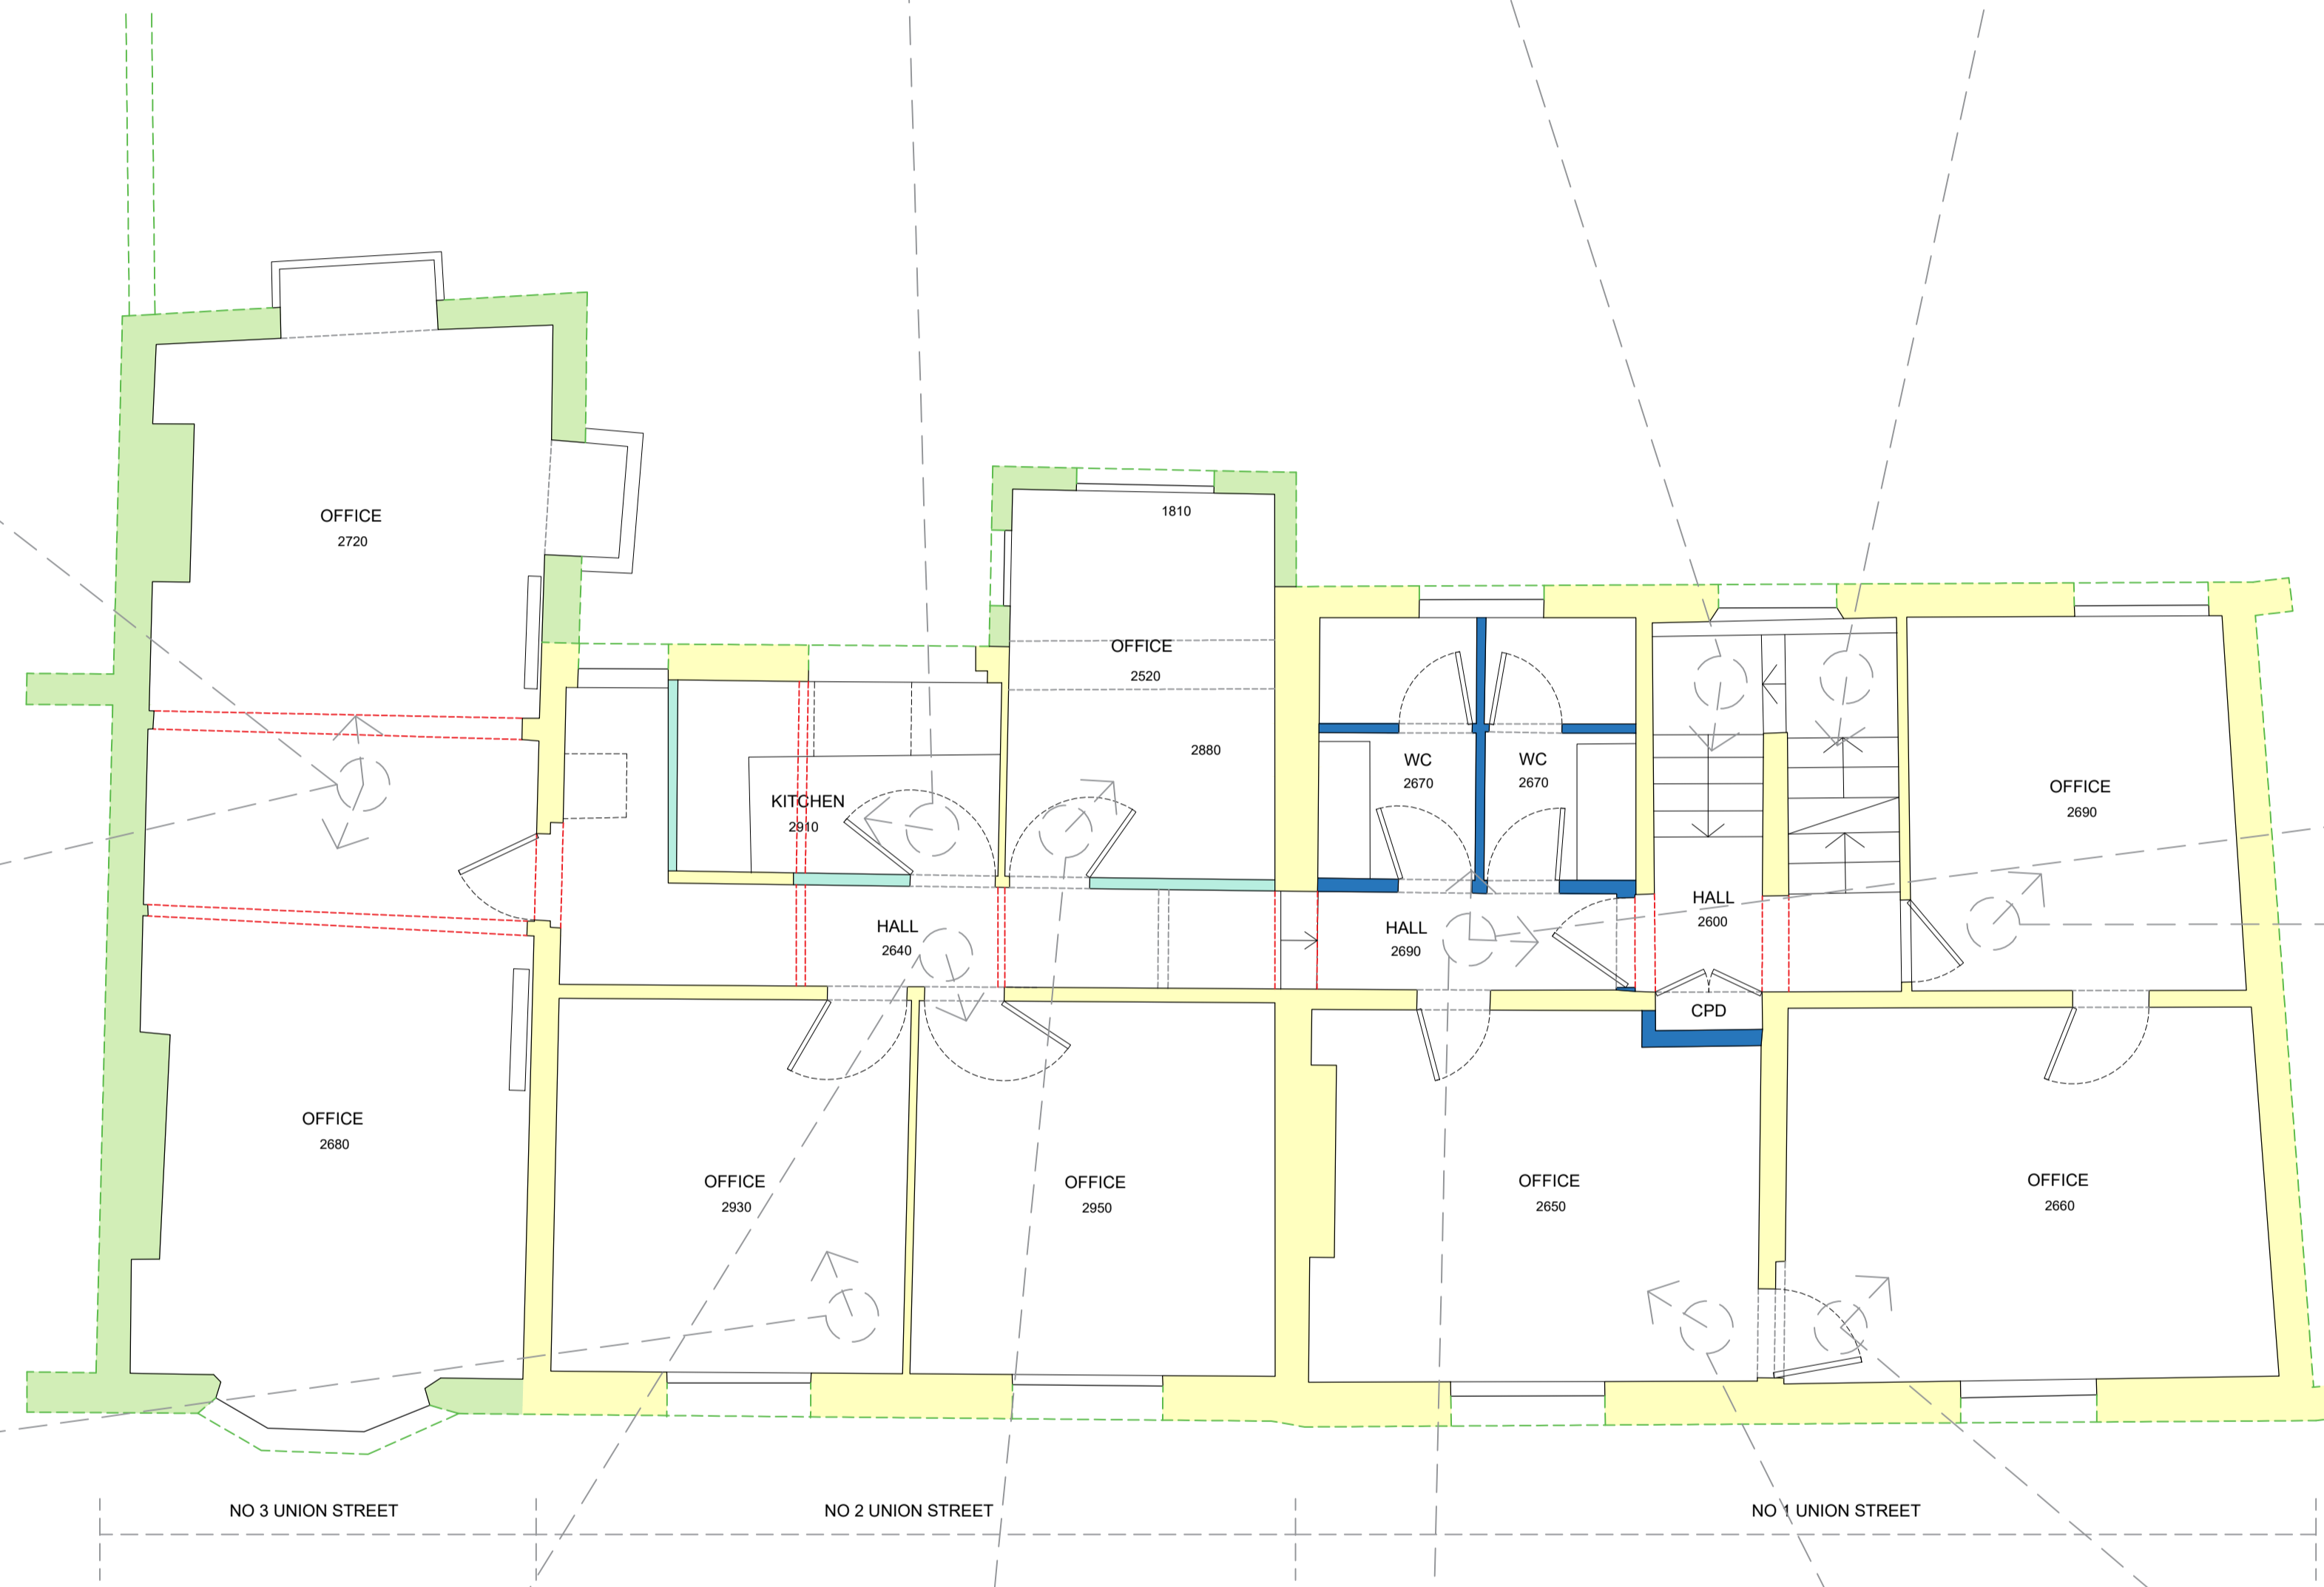 OFFICE
2720
1810
OFFICE
2520
2880
KITCHEN
2910
WC
2670
WC
2670
OFFICE
2690
HALL
2640
HALL
2690
HALL
2600
CPD
OFFICE
2680
OFFICE
2930
OFFICE
2950
OFFICE
2650
OFFICE
2660
NO 3 UNION STREET
NO 2 UNION STREET
NO 1 UNION STREET